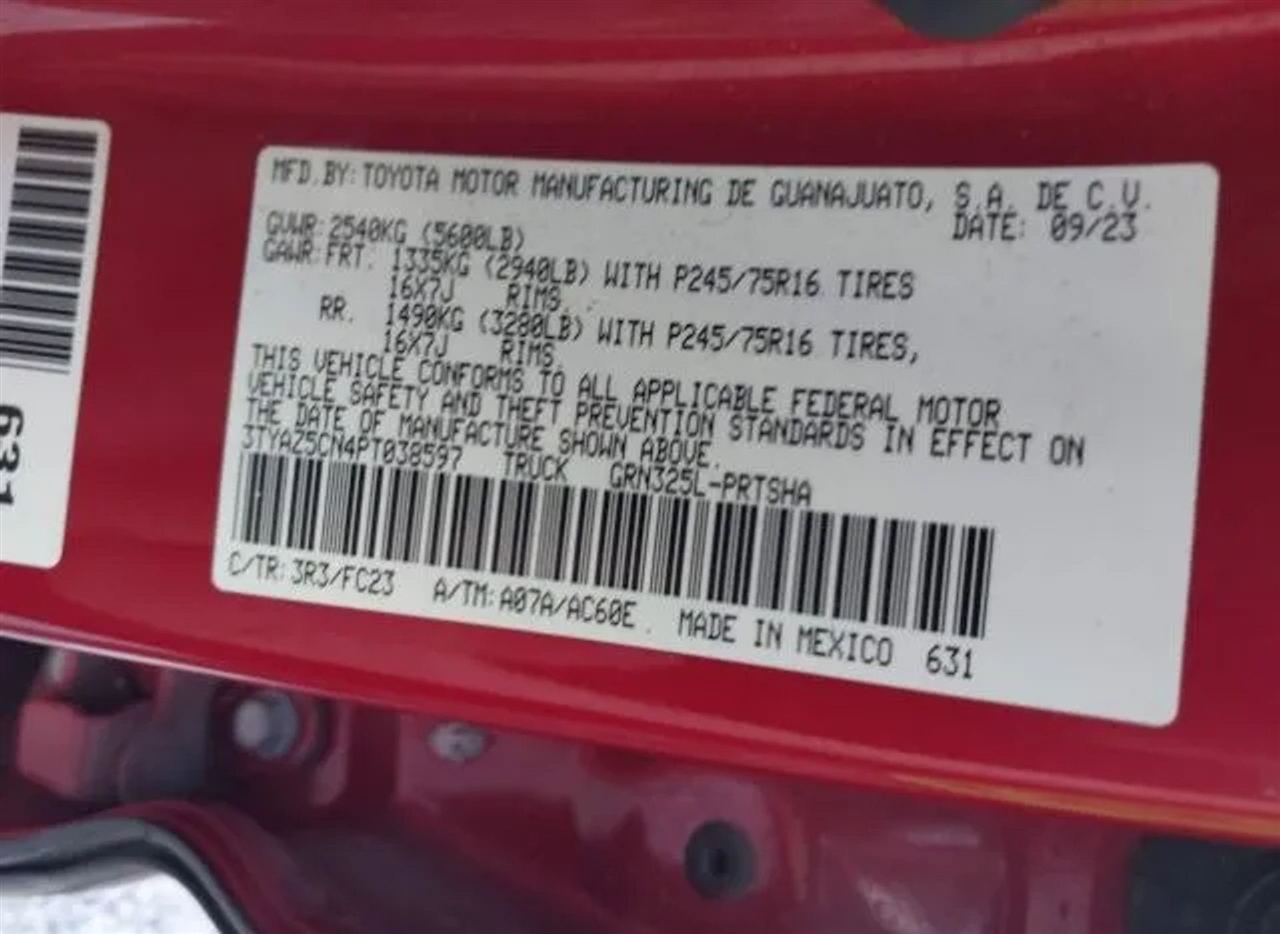 MFD.BY:TOYOTA MOTOR MANUFACTURING DE GUANAJUATO, S.A. DE C.V.
DATE: 09/23
GVWR:2540KG (5600LB)
GAWR:FRT. 1335KG (2940LB) WITH P245/75R16 TIRES
16X7J RIMS,
RR. 1490KG (3280LB) WITH P245/75R16 TIRES,
16X7J RIMS.
THIS VEHICLE CONFORMS TO ALL APPLICABLE FEDERAL MOTOR
VEHICLE SAFETY AND THEFT PREVENTION STANDARDS IN EFFECT ON
THE DATE OF MANUFACTURE SHOWN ABOVE.
3TYAZ5CN4PT038597 TRUCK GRN325L-PRTSHA
C/TR:3R3/FC23 A/TM:A07A/AC60E. MADE IN MEXICO 631
631